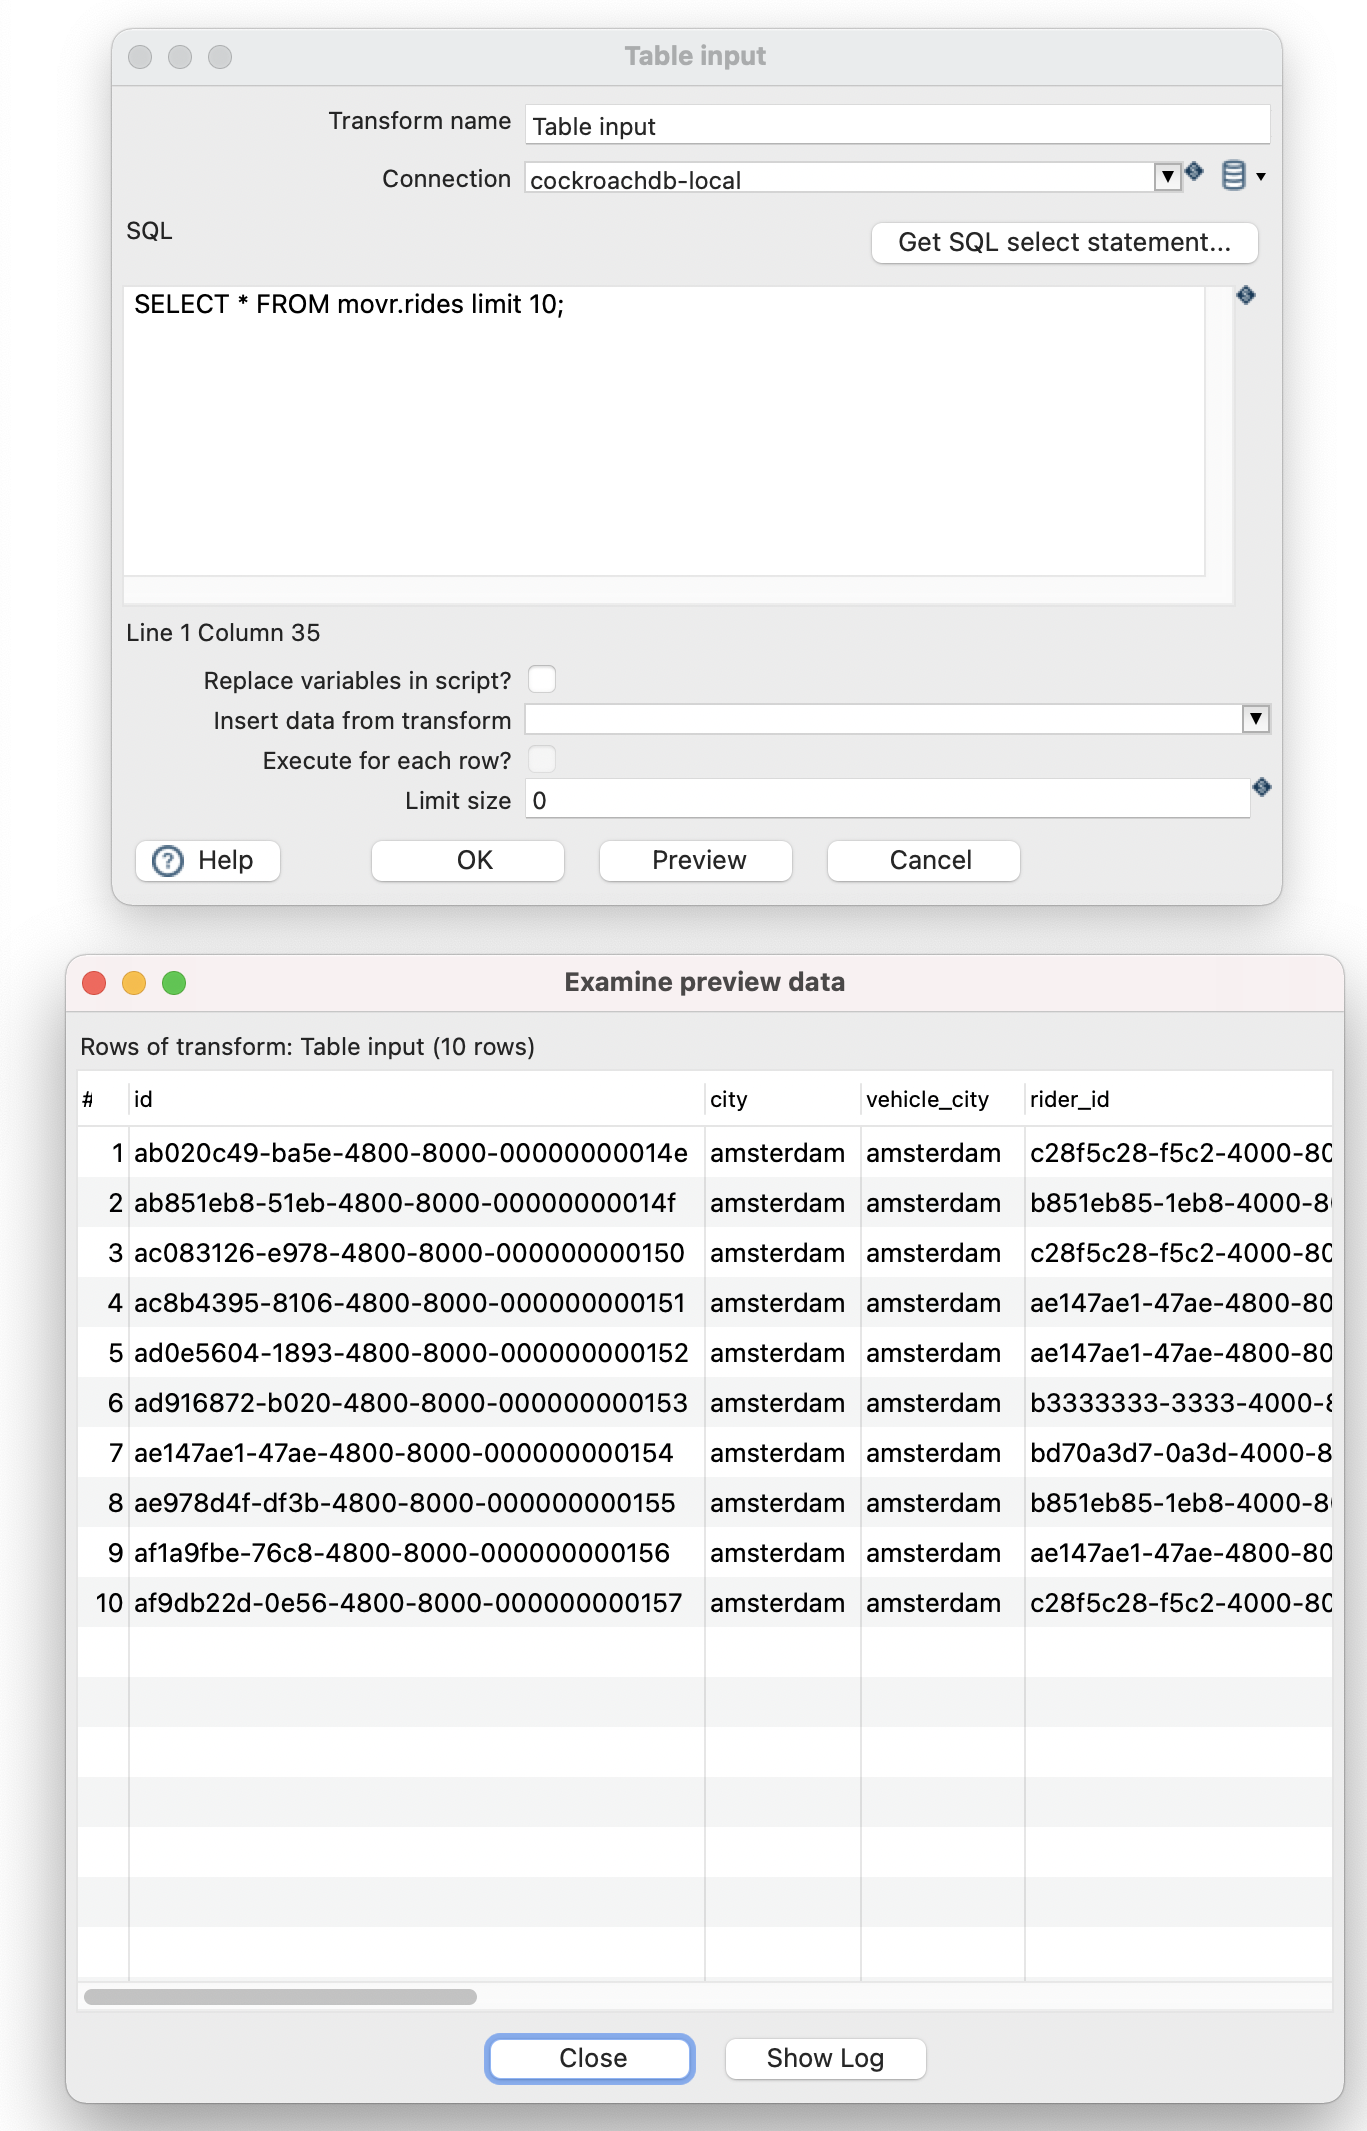 Table input
Transform name Table input
Connection cockroachdb-local
SQL
Get SQL select statement...
SELECT * FROM movr.rides limit 10;
Line 1 Column 35
Replace variables in script?
Insert data from transform
Execute for each row?
Limit size 0
Help OK Preview Cancel
Examine preview data
Rows of transform: Table input (10 rows)
# id city vehicle_city rider_id
1 ab020c49-ba5e-4800-8000-00000000014e amsterdam amsterdam c28f5c28-f5c2-4000-80
2 ab851eb8-51eb-4800-8000-00000000014f amsterdam amsterdam b851eb85-1eb8-4000-8
3 ac083126-e978-4800-8000-000000000150 amsterdam amsterdam c28f5c28-f5c2-4000-80
4 ac8b4395-8106-4800-8000-000000000151 amsterdam amsterdam ae147ae1-47ae-4800-80
5 ad0e5604-1893-4800-8000-000000000152 amsterdam amsterdam ae147ae1-47ae-4800-80
6 ad916872-b020-4800-8000-000000000153 amsterdam amsterdam b3333333-3333-4000-8
7 ae147ae1-47ae-4800-8000-000000000154 amsterdam amsterdam bd70a3d7-0a3d-4000-8
8 ae978d4f-df3b-4800-8000-000000000155 amsterdam amsterdam b851eb85-1eb8-4000-8
9 af1a9fbe-76c8-4800-8000-000000000156 amsterdam amsterdam ae147ae1-47ae-4800-80
10 af9db22d-0e56-4800-8000-000000000157 amsterdam amsterdam c28f5c28-f5c2-4000-80
Close Show Log